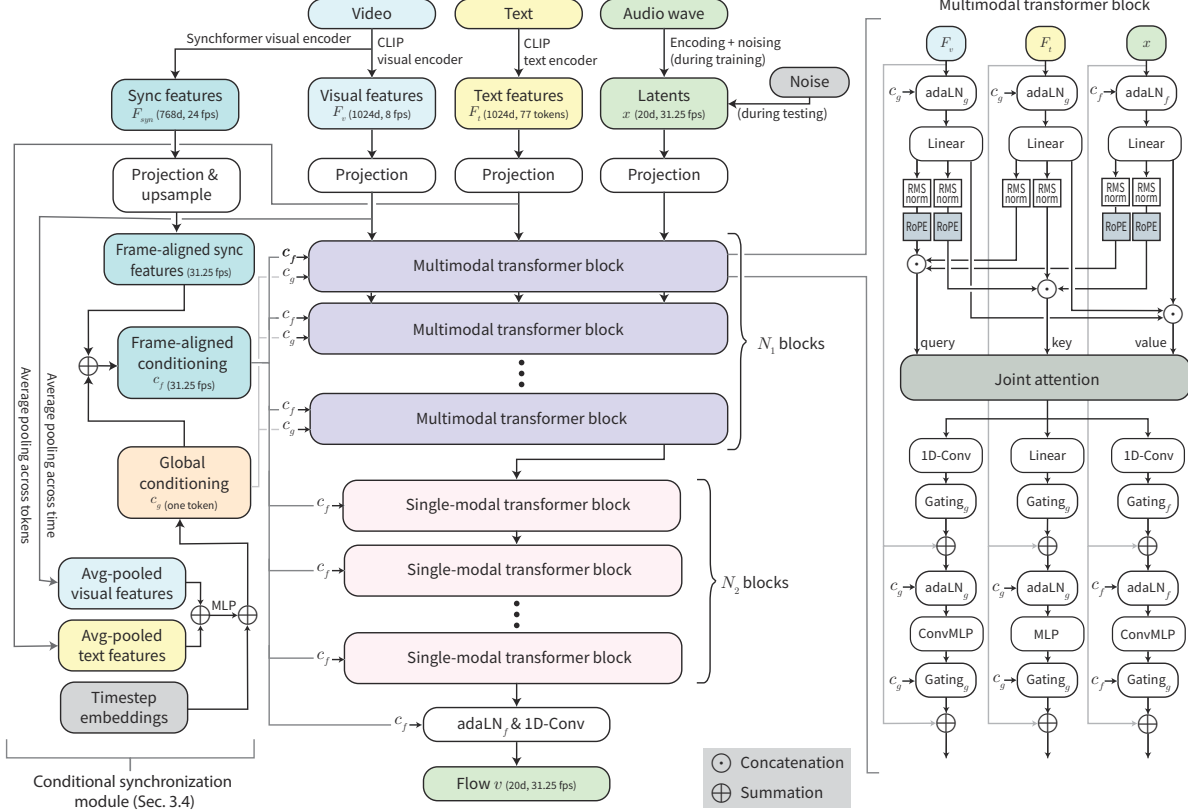 Video
Text
Audio wave
Synchformer visual encoder
CLIP
visual encoder
CLIP
text encoder
Encoding + noising
(during training)
Noise
(during testing)
Sync features
F_syn (768d, 24 fps)
Visual features
F_v (1024d, 8 fps)
Text features
F_t (1024d, 77 tokens)
Latents
x (20d, 31.25 fps)
Projection &
upsample
Projection
Projection
Projection
Frame-aligned sync
features (31.25 fps)
Frame-aligned
conditioning
c_f (31.25 fps)
Global
conditioning
c_g (one token)
Average pooling across tokens
Average pooling across time
Avg-pooled
visual features
MLP
Avg-pooled
text features
Timestep
embeddings
Conditional synchronization
module (Sec. 3.4)
c_f
c_g
Multimodal transformer block
c_f
c_g
Multimodal transformer block
c_f
c_g
Multimodal transformer block
N_1 blocks
c_f
Single-modal transformer block
c_f
Single-modal transformer block
c_f
Single-modal transformer block
N_2 blocks
c_f
adaLN_f & 1D-Conv
Flow v (20d, 31.25 fps)
Concatenation
Summation
Multimodal transformer block
F_v
F_t
x
c_g adaLN_g
c_g adaLN_g
c_f adaLN_f
Linear
Linear
Linear
RMS
norm
RMS
norm
RMS
norm
RMS
norm
RMS
norm
RMS
norm
RoPE
RoPE
RoPE
RoPE
query
key
value
Joint attention
1D-Conv
Linear
1D-Conv
Gating_g
Gating_g
Gating_f
c_g adaLN_g
c_g adaLN_g
c_f adaLN_f
ConvMLP
MLP
ConvMLP
c_g Gating_g
c_g Gating_g
c_f Gating_g